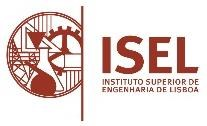 ISEL
INSTITUTO SUPERIOR DE
ENGENHARIA DE LISBOA